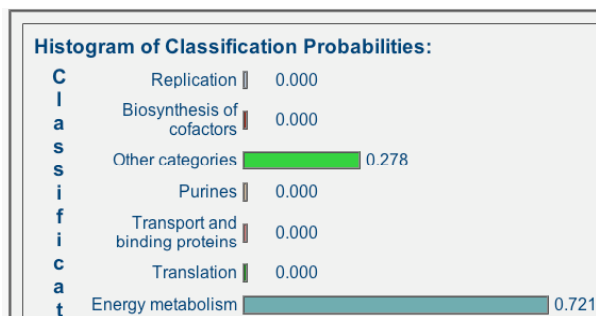 Histogram of Classification Probabilities:
C
l
a
s
s
i
f
i
c
a
t
Replication 0.000
Biosynthesis of
cofactors 0.000
Other categories 0.278
Purines 0.000
Transport and
binding proteins 0.000
Translation 0.000
Energy metabolism 0.721